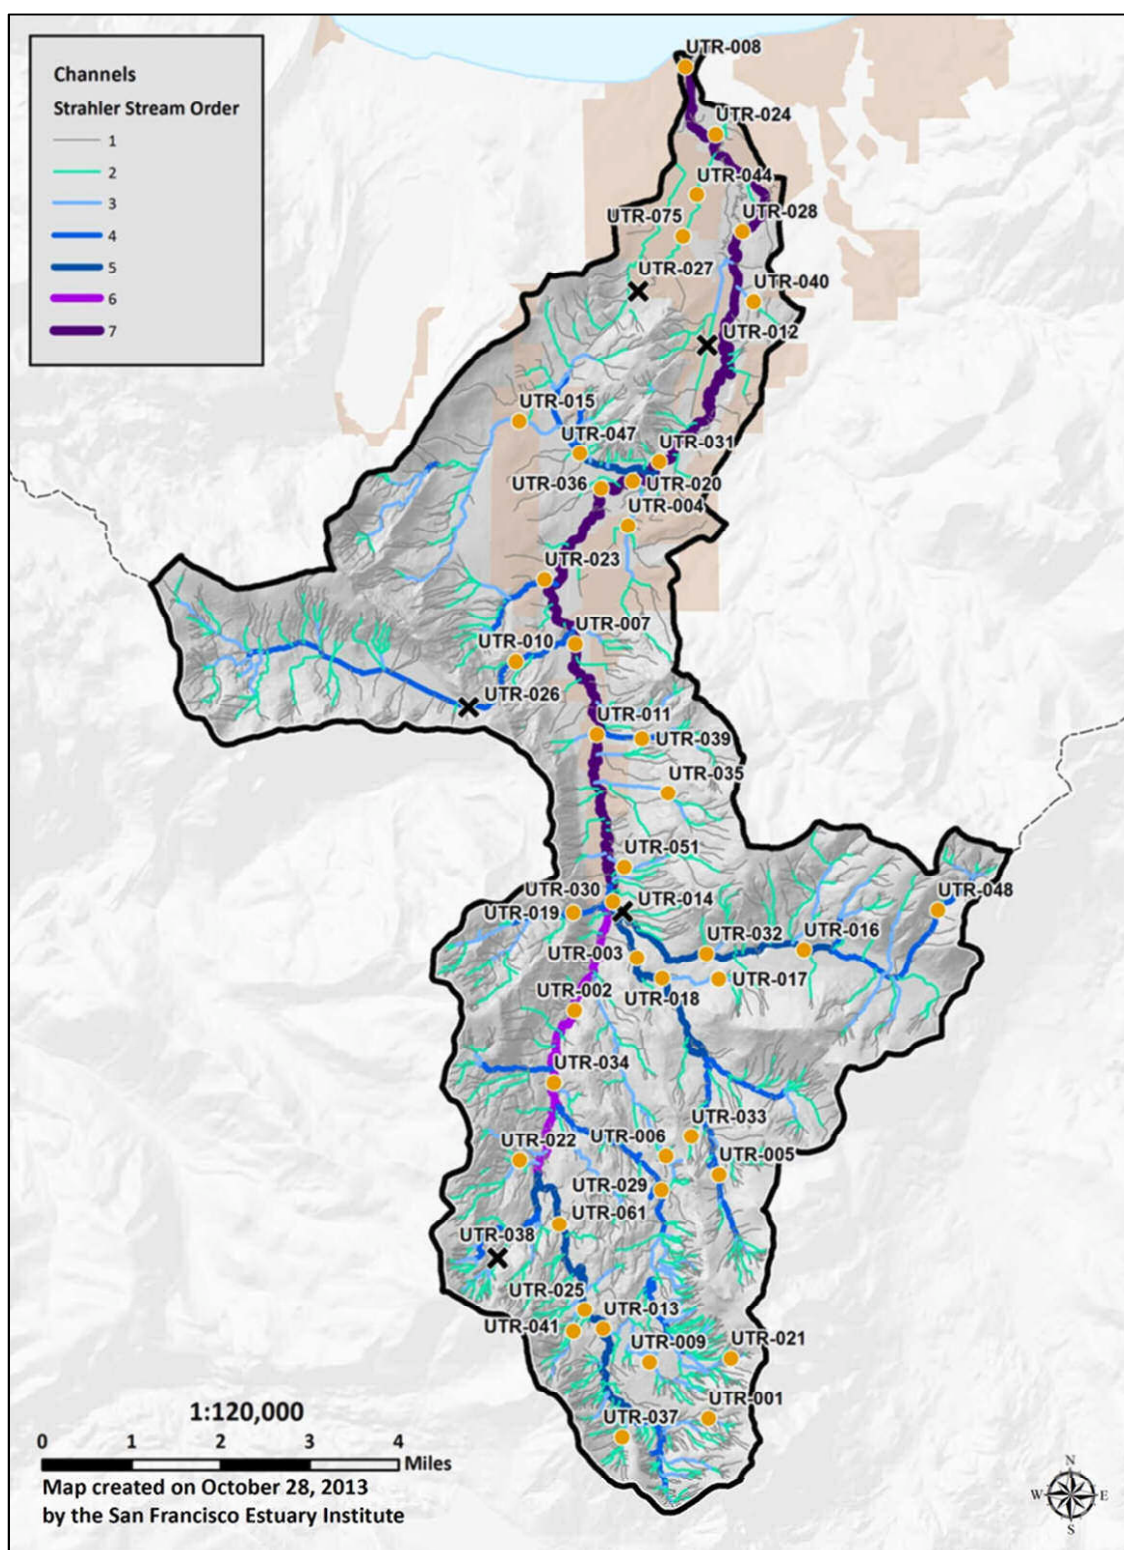 UTR-008
Channels
Strahler Stream Order
1
2
3
4
5
6
7
UTR-024
UTR-044
UTR-075
UTR-028
UTR-027
UTR-040
UTR-012
UTR-015
UTR-047
UTR-031
UTR-036
UTR-020
UTR-004
UTR-023
UTR-007
UTR-010
UTR-026
UTR-011
UTR-039
UTR-035
UTR-051
UTR-030
UTR-048
UTR-019
UTR-014
UTR-032
UTR-016
UTR-003
UTR-017
UTR-018
UTR-002
UTR-034
UTR-033
UTR-022
UTR-006
UTR-005
UTR-029
UTR-061
UTR-038
UTR-025
UTR-013
UTR-041
UTR-009
UTR-021
UTR-001
UTR-037
1:120,000
0 1 2 3 4
Miles
Map created on October 28, 2013
by the San Francisco Estuary Institute
N
W E
S